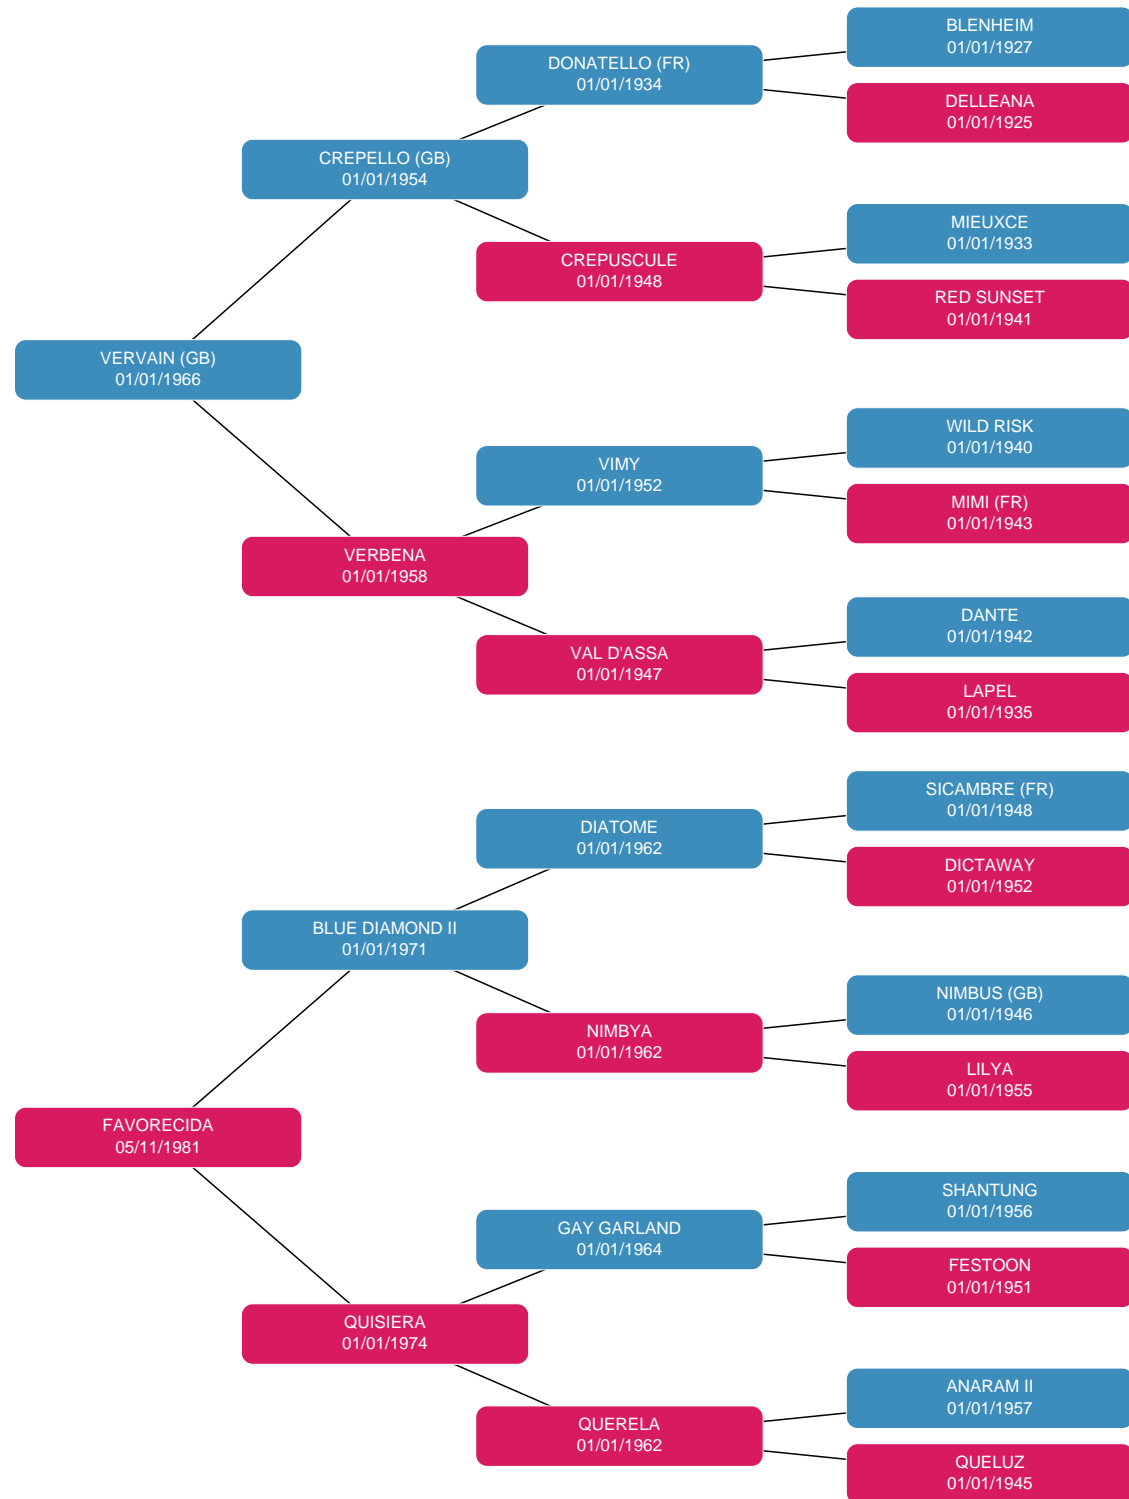 BLENHEIM
01/01/1927
DONATELLO (FR)
01/01/1934
DELLEANA
01/01/1925
CREPELLO (GB)
01/01/1954
MIEUXCE
01/01/1933
CREPUSCULE
01/01/1948
RED SUNSET
01/01/1941
VERVAIN (GB)
01/01/1966
WILD RISK
01/01/1940
VIMY
01/01/1952
MIMI (FR)
01/01/1943
VERBENA
01/01/1958
DANTE
01/01/1942
VAL D'ASSA
01/01/1947
LAPEL
01/01/1935
SICAMBRE (FR)
01/01/1948
DIATOME
01/01/1962
DICTAWAY
01/01/1952
BLUE DIAMOND II
01/01/1971
NIMBUS (GB)
01/01/1946
NIMBYA
01/01/1962
LILYA
01/01/1955
FAVORECIDA
05/11/1981
SHANTUNG
01/01/1956
GAY GARLAND
01/01/1964
FESTOON
01/01/1951
QUISIERA
01/01/1974
ANARAM II
01/01/1957
QUERELA
01/01/1962
QUELUZ
01/01/1945